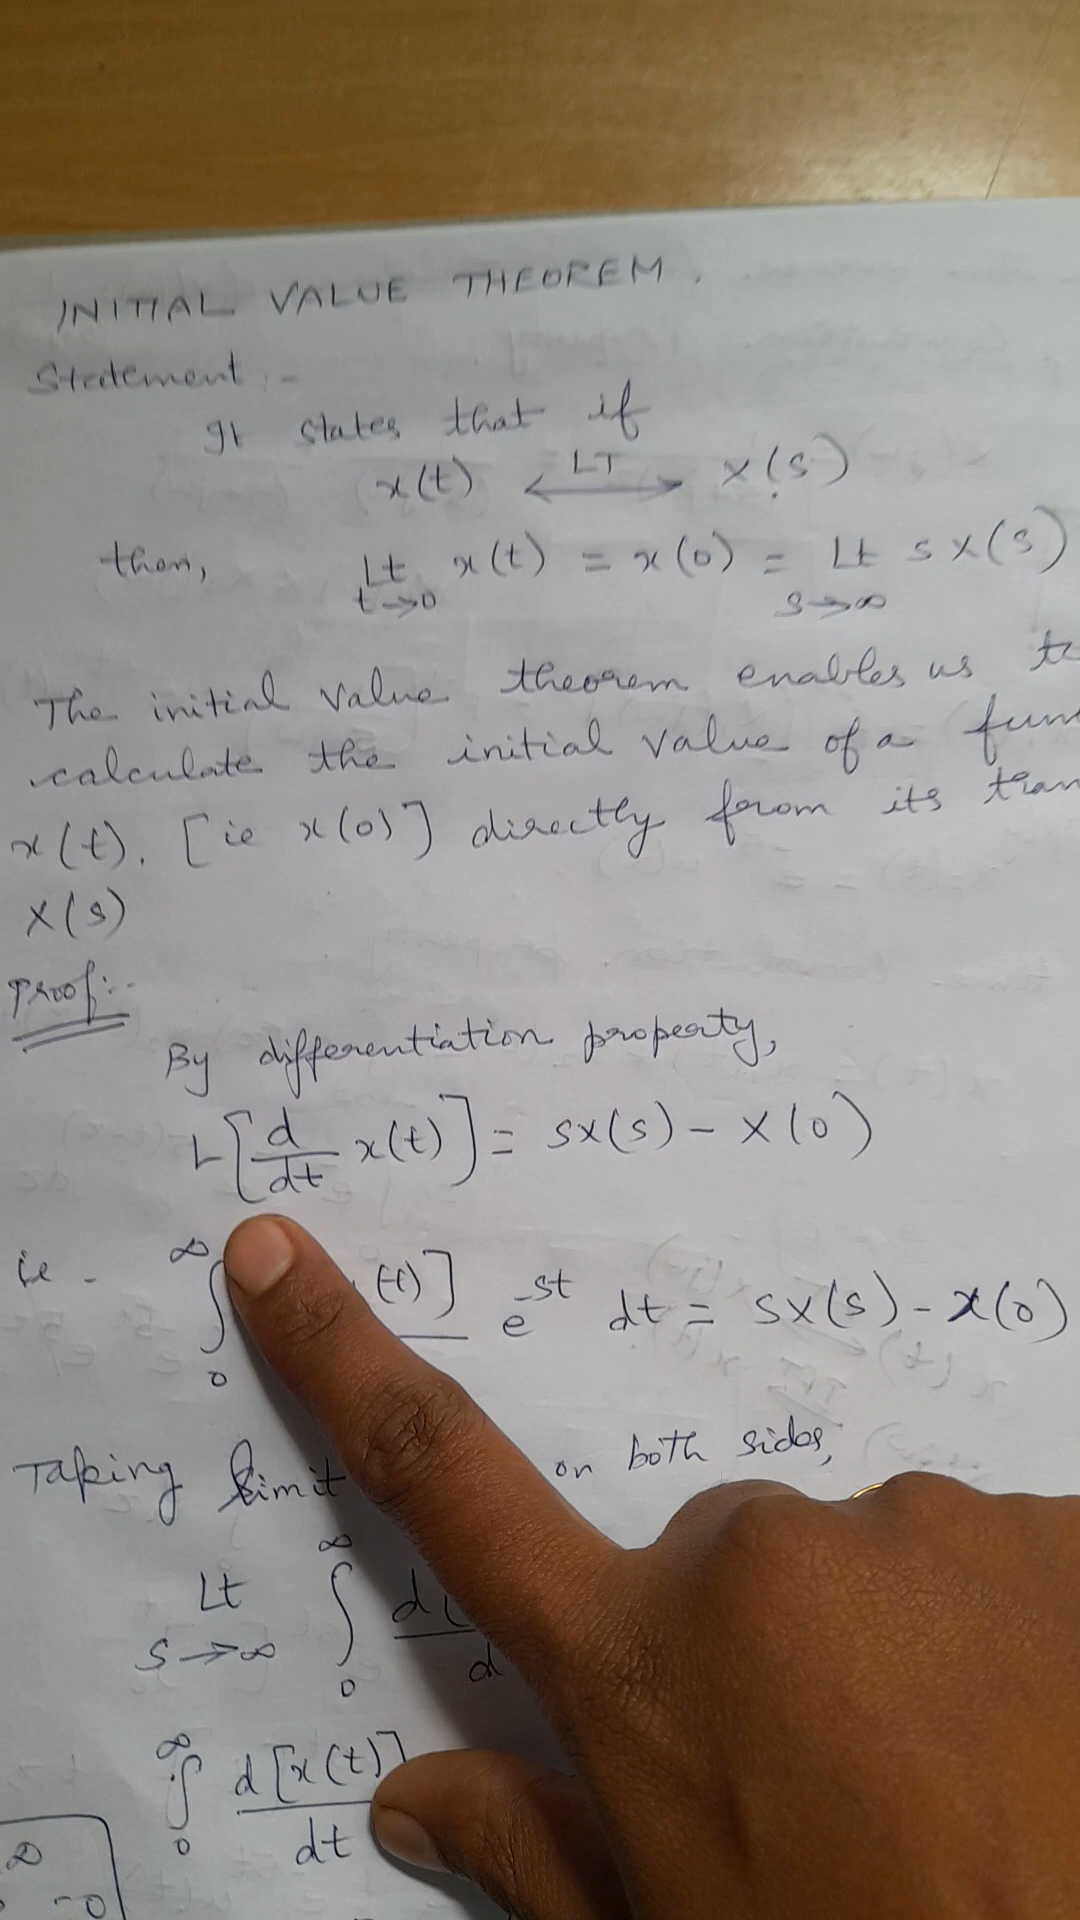 INITIAL VALUE THEOREM.
Statement :-
It states that if
x(t) <-LT-> X(s)
then, Lt t→0 x(t) = x(0) = Lt s→∞ sX(s)
The initial value theorem enables us
calculate the initial value of a
x(t). [ie x(0)] directly from its
X(s)
Proof:-
By differentiation property,
L[d/dt x(t)] = sX(s) - X(0)
ie - ∫₀^∞ (t)] e^-st dt = sX(s) - x(0)
Taking limit on both sides,
Lt s→∞ ∫₀^∞ d
∫₀^∞ d[x(t)] / dt